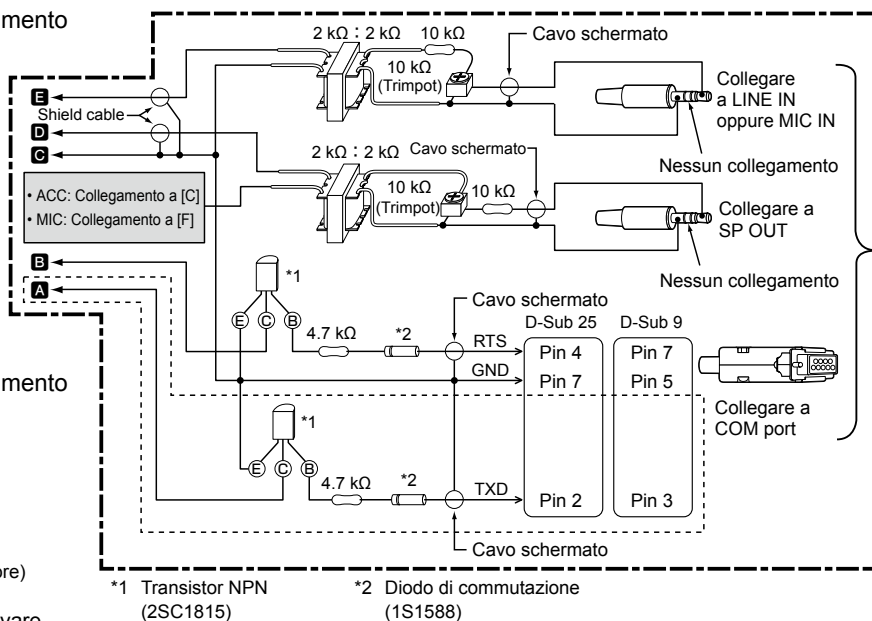 mento
2 kΩ : 2 kΩ
10 kΩ
Cavo schermato
10 kΩ
(Trimpot)
Collegare
a LINE IN
oppure MIC IN
E
Shield cable
D
C
Nessun collegamento
2 kΩ : 2 kΩ
Cavo schermato
10 kΩ
(Trimpot)
10 kΩ
• ACC: Collegamento a [C]
• MIC: Collegamento a [F]
Collegare a
SP OUT
Nessun collegamento
B
A
*1
Cavo schermato
D-Sub 25
D-Sub 9
E
C
B
4.7 kΩ
*2
RTS
Pin 4
Pin 7
GND
Pin 7
Pin 5
amento
Collegare a
COM port
*1
E
C
B
4.7 kΩ
*2
TXD
Pin 2
Pin 3
Cavo schermato
ore)
*1 Transistor NPN
(2SC1815)
*2 Diodo di commutazione
(1S1588)